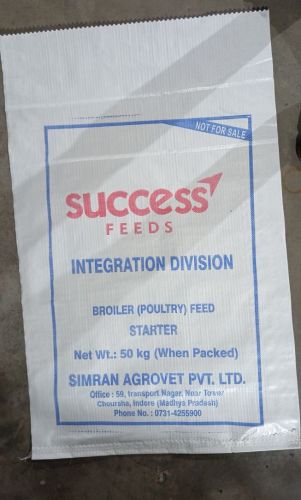 NOT FOR SALE
success
FEEDS
INTEGRATION DIVISION
BROILER (POULTRY) FEED
STARTER
Net Wt.: 50 kg (When Packed)
SIMRAN AGROVET PVT. LTD.
Office : 59, transport Nagar, Near Tower
Chouraha, Indore (Madhya Pradesh)
Phone No. : 0731-4255900